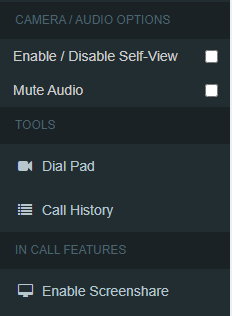 CAMERA / AUDIO OPTIONS
Enable / Disable Self-View
Mute Audio
TOOLS
Dial Pad
Call History
IN CALL FEATURES
Enable Screenshare